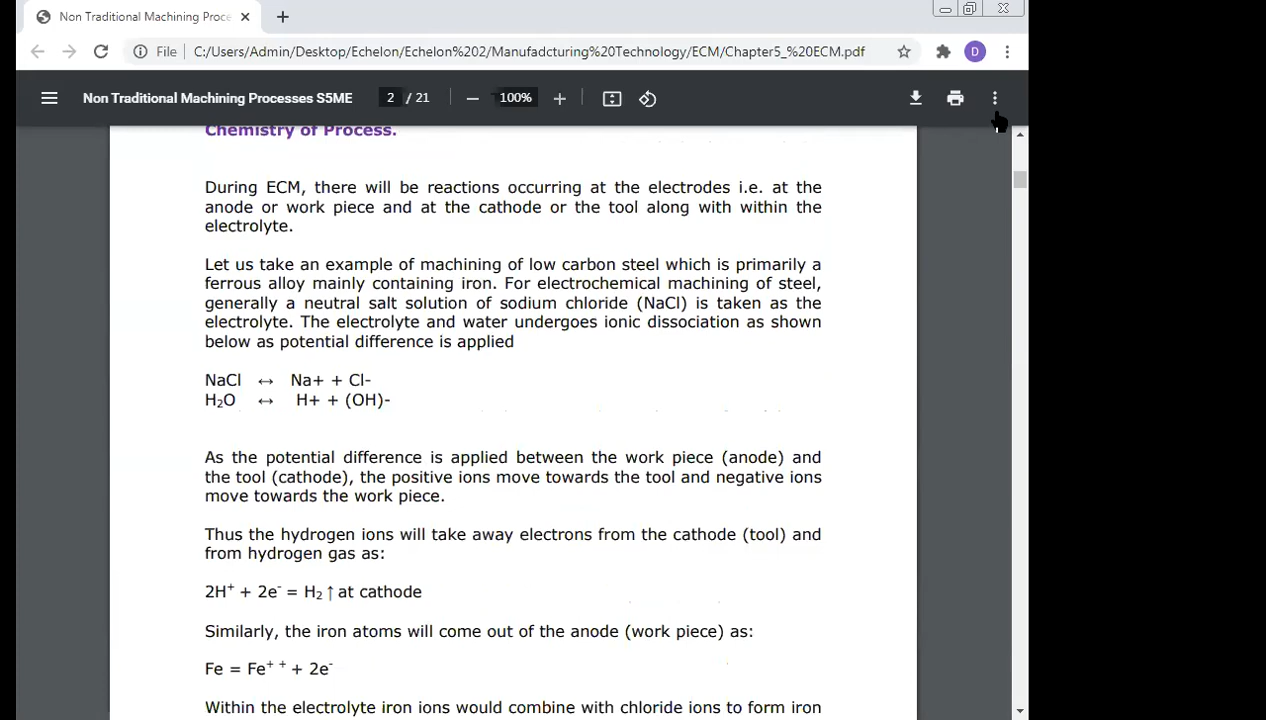 Non Traditional Machining Proce
File C:/Users/Admin/Desktop/Echelon/Echelon%202/Manufadcturing%20Technology/ECM/Chapter5_%20ECM.pdf D
Non Traditional Machining Processes S5ME 2 / 21 100%
Chemistry of Process.
During ECM, there will be reactions occurring at the electrodes i.e. at the
anode or work piece and at the cathode or the tool along with within the
electrolyte.
Let us take an example of machining of low carbon steel which is primarily a
ferrous alloy mainly containing iron. For electrochemical machining of steel,
generally a neutral salt solution of sodium chloride (NaCl) is taken as the
electrolyte. The electrolyte and water undergoes ionic dissociation as shown
below as potential difference is applied
NaCl ↔ Na+ + Cl-
H₂O ↔ H+ + (OH)-
As the potential difference is applied between the work piece (anode) and
the tool (cathode), the positive ions move towards the tool and negative ions
move towards the work piece.
Thus the hydrogen ions will take away electrons from the cathode (tool) and
from hydrogen gas as:
2H⁺ + 2e⁻ = H₂ ↑ at cathode
Similarly, the iron atoms will come out of the anode (work piece) as:
Fe = Fe⁺ ⁺ + 2e⁻
Within the electrolyte iron ions would combine with chloride ions to form iron